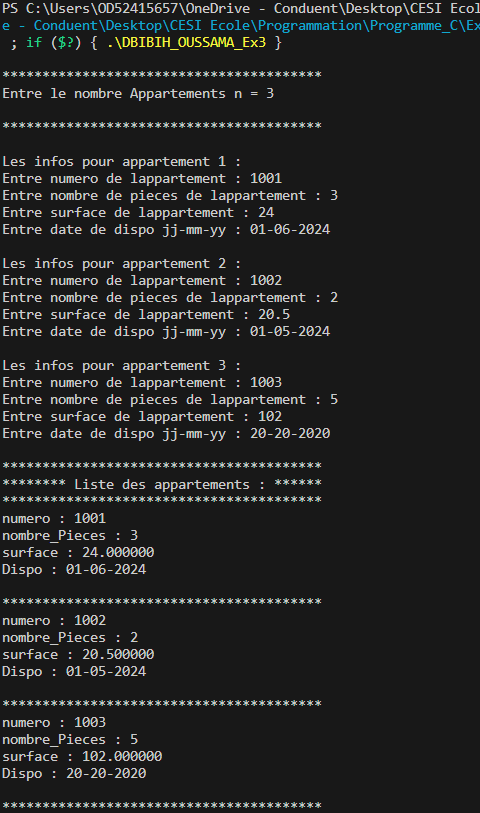 PS C:\Users\OD52415657\OneDrive - Conduent\Desktop\CESI Ecol
e - Conduent\Desktop\CESI Ecole\Programmation\Programme_C\Ex
; if ($?) { .\DBIBIH_OUSSAMA_Ex3 }
****************************************
Entre le nombre Appartements n = 3
****************************************
Les infos pour appartement 1 :
Entre numero de lappartement : 1001
Entre nombre de pieces de lappartement : 3
Entre surface de lappartement : 24
Entre date de dispo jj-mm-yy : 01-06-2024
Les infos pour appartement 2 :
Entre numero de lappartement : 1002
Entre nombre de pieces de lappartement : 2
Entre surface de lappartement : 20.5
Entre date de dispo jj-mm-yy : 01-05-2024
Les infos pour appartement 3 :
Entre numero de lappartement : 1003
Entre nombre de pieces de lappartement : 5
Entre surface de lappartement : 102
Entre date de dispo jj-mm-yy : 20-20-2020
****************************************
******** Liste des appartements : ******
****************************************
numero : 1001
nombre_Pieces : 3
surface : 24.000000
Dispo : 01-06-2024
****************************************
numero : 1002
nombre_Pieces : 2
surface : 20.500000
Dispo : 01-05-2024
****************************************
numero : 1003
nombre_Pieces : 5
surface : 102.000000
Dispo : 20-20-2020
****************************************